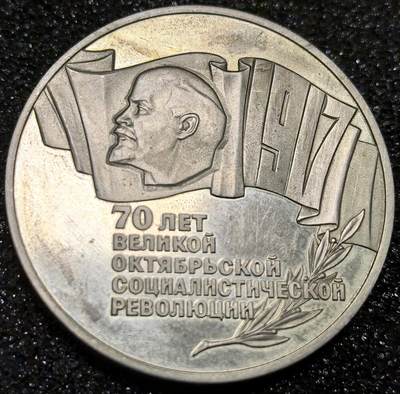 1917
70 ЛЕТ
ВЕЛИКОЙ
ОКТЯБРЬСКОЙ
СОЦИАЛИСТИЧЕСКОЙ
РЕВОЛЮЦИИ